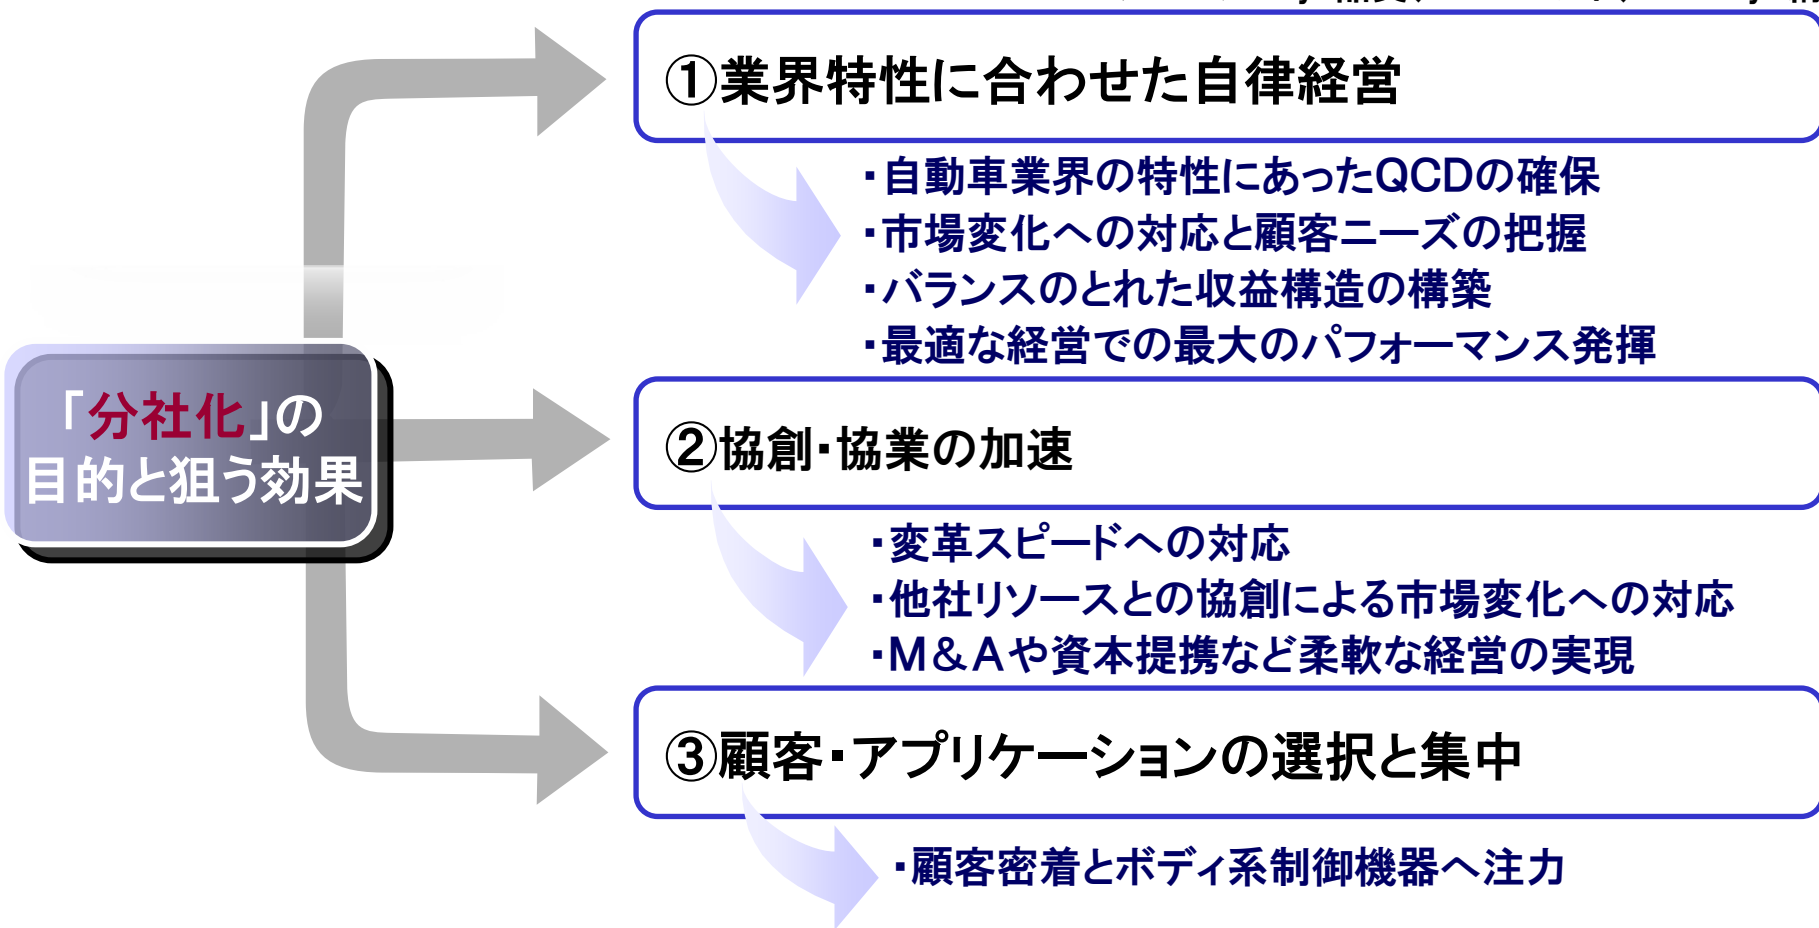 ①業界特性に合わせた自律経営
・自動車業界の特性にあったQCDの確保
・市場変化への対応と顧客ニーズの把握
・バランスのとれた収益構造の構築
・最適な経営での最大のパフォーマンス発揮
「分社化」の
目的と狙う効果
②協創・協業の加速
・変革スピードへの対応
・他社リソースとの協創による市場変化への対応
・M&Aや資本提携など柔軟な経営の実現
③顧客・アプリケーションの選択と集中
・顧客密着とボディ系制御機器へ注力